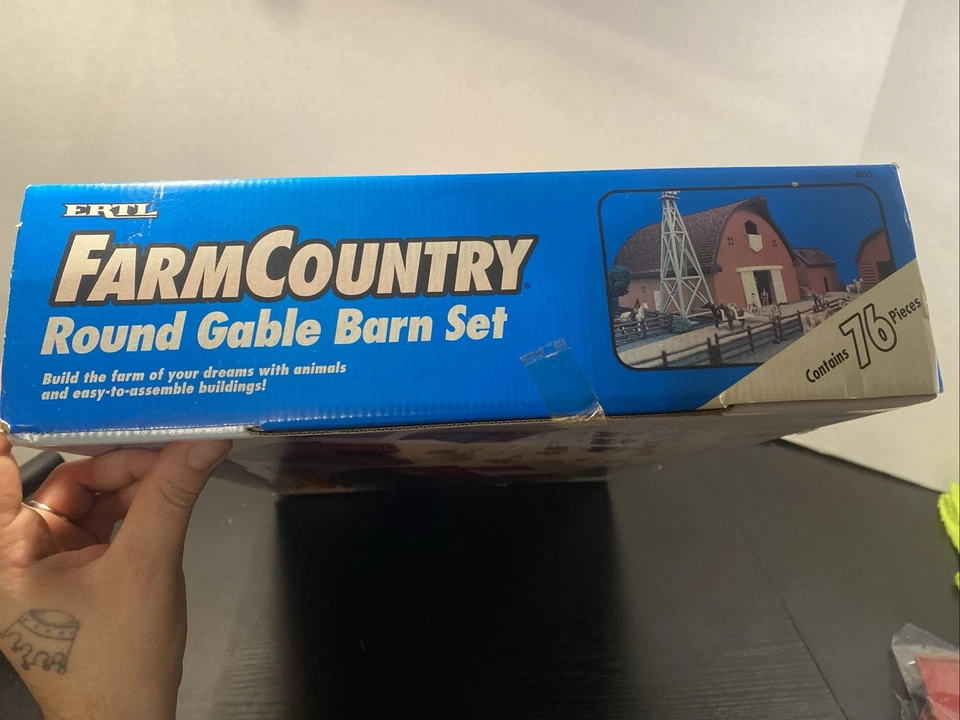 ERTL
FARMCOUNTRY®
Round Gable Barn Set
Build the farm of your dreams with animals
and easy-to-assemble buildings!
Contains 76 Pieces